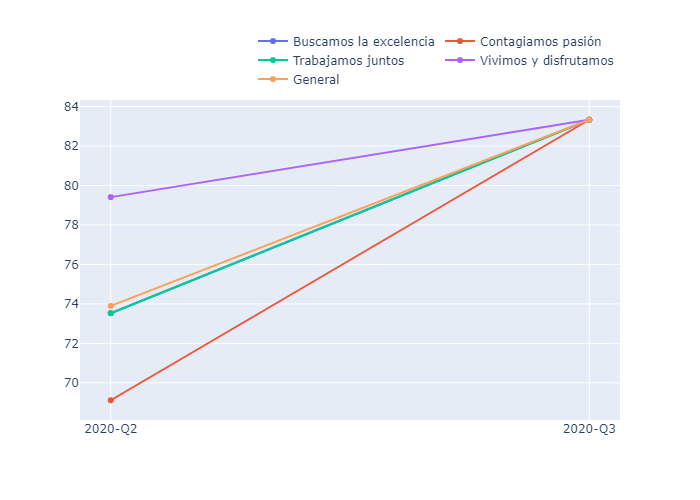 Buscamos la excelencia Contagiamos pasión
Trabajamos juntos Vivimos y disfrutamos
General
84
82
80
78
76
74
72
70
2020-Q2 2020-Q3